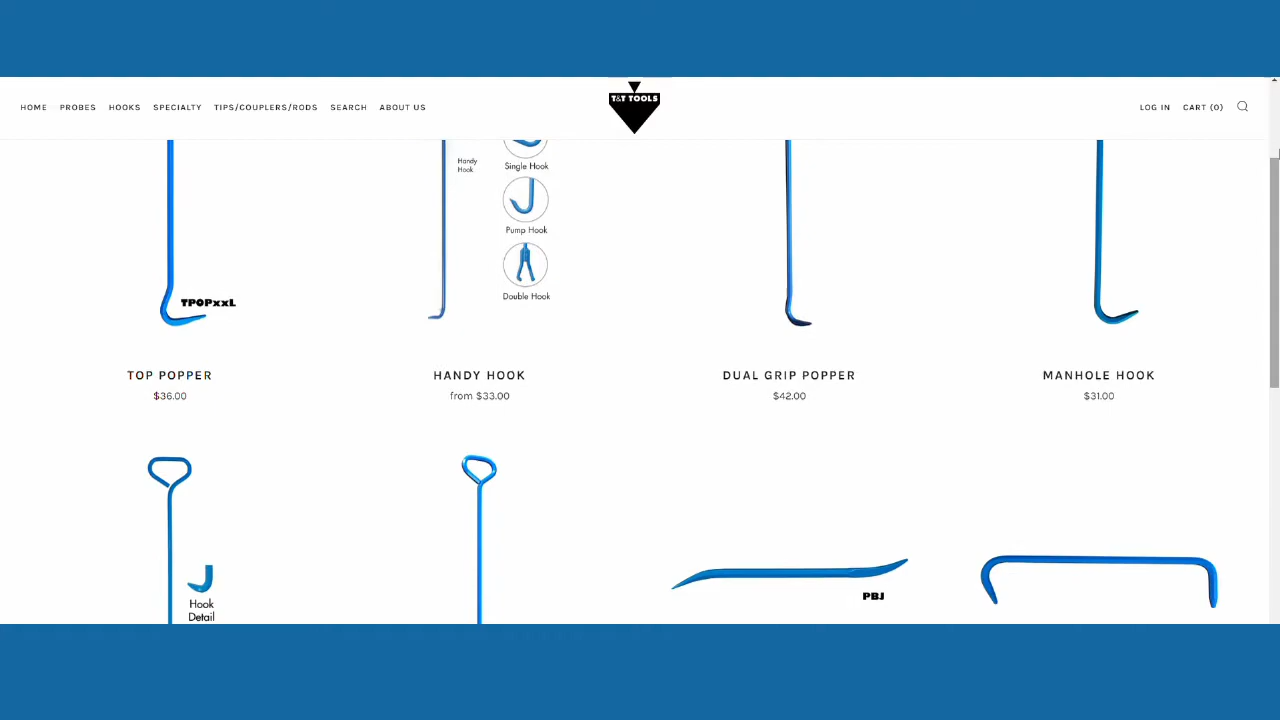 HOME PROBES HOOKS SPECIALTY TIPS/COUPLERS/RODS SEARCH ABOUT US
T&T TOOLS
LOG IN CART (0)
TPOPxxL
Handy
Hook
Single Hook
Pump Hook
Double Hook
TOP POPPER
$36.00
HANDY HOOK
from $33.00
DUAL GRIP POPPER
$42.00
MANHOLE HOOK
$31.00
Hook
Detail
PBJ